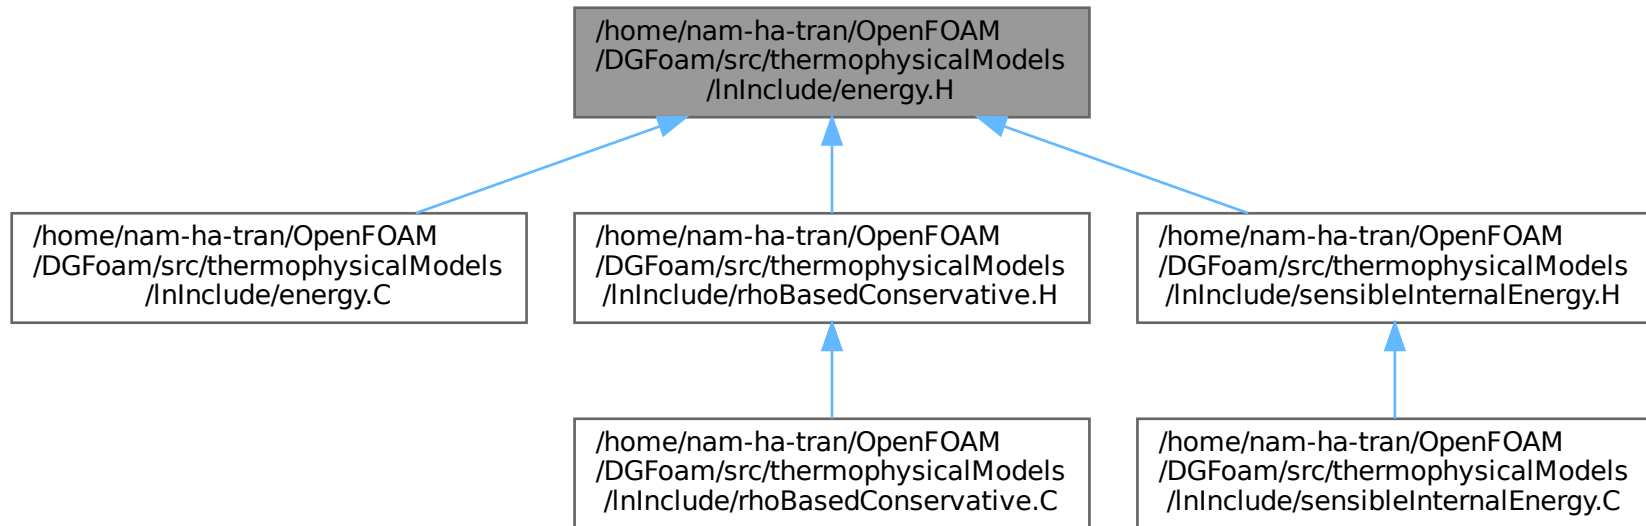 /home/nam-ha-tran/OpenFOAM
/DGFoam/src/thermophysicalModels
/lnInclude/energy.H
/home/nam-ha-tran/OpenFOAM
/DGFoam/src/thermophysicalModels
/lnInclude/energy.C
/home/nam-ha-tran/OpenFOAM
/DGFoam/src/thermophysicalModels
/lnInclude/rhoBasedConservative.H
/home/nam-ha-tran/OpenFOAM
/DGFoam/src/thermophysicalModels
/lnInclude/sensibleInternalEnergy.H
/home/nam-ha-tran/OpenFOAM
/DGFoam/src/thermophysicalModels
/lnInclude/rhoBasedConservative.C
/home/nam-ha-tran/OpenFOAM
/DGFoam/src/thermophysicalModels
/lnInclude/sensibleInternalEnergy.C